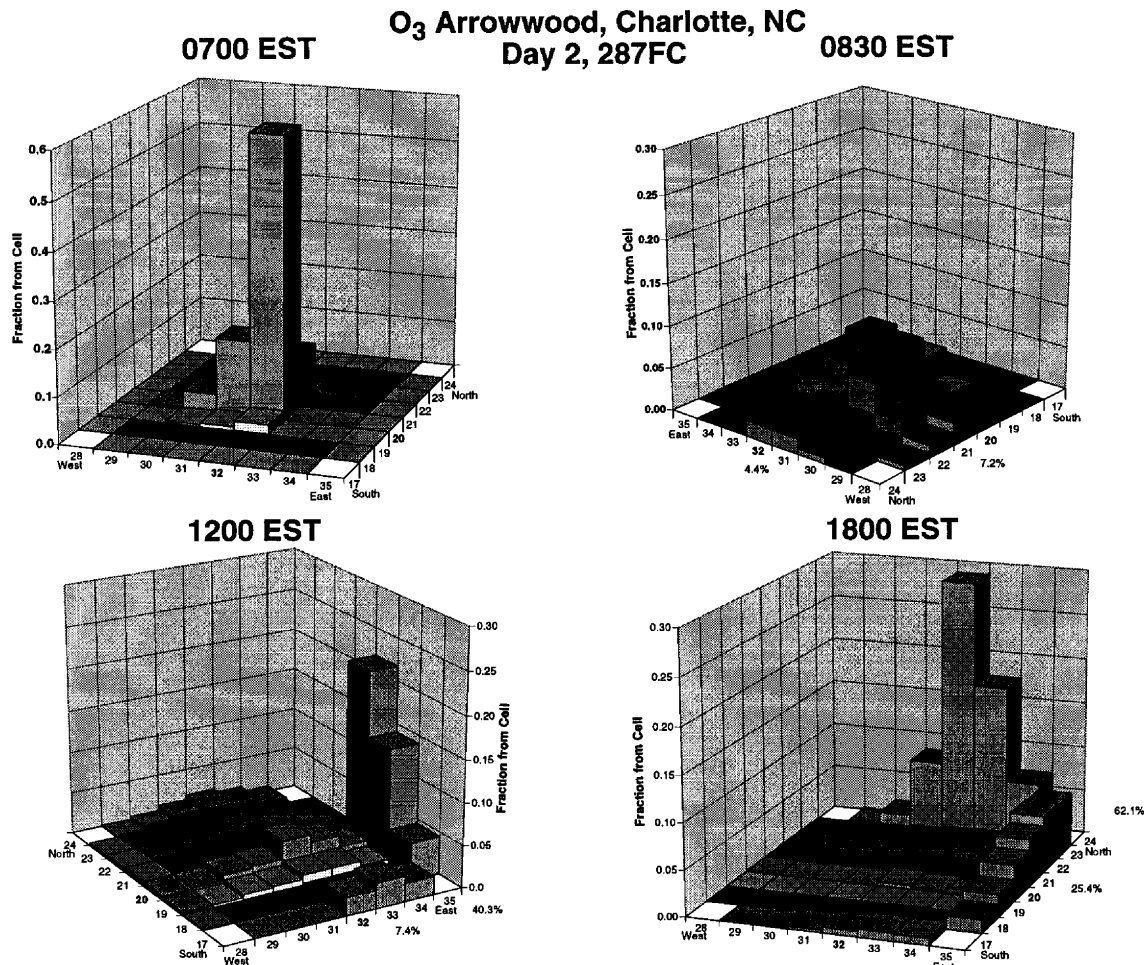 O3 Arrowwood, Charlotte, NC
Day 2, 287FC
0700 EST
0.6
0.5
0.4
0.3
0.2
0.1
0.0
Fraction from Cell
28 29 30 31 32 33 34 35
West East
17 18 19 20 21 22 23 24
South North
0830 EST
0.30
0.25
0.20
0.15
0.10
0.05
0.00
Fraction from Cell
35 34 33 32 31 30 29 28
East West
4.4%
24 23 22 21 20 19 18 17
North South
7.2%
1200 EST
0.30
0.25
0.20
0.15
0.10
0.05
0.0
Fraction from Cell
24 23 22 21 20 19 18 17
North South
28 29 30 31 32 33 34 35
West East
7.4%
40.3%
1800 EST
0.30
0.25
0.20
0.15
0.10
0.05
0.00
Fraction from Cell
28 29 30 31 32 33 34 35
West
17 18 19 20 21 22 23 24
South North
25.4%
62.1%